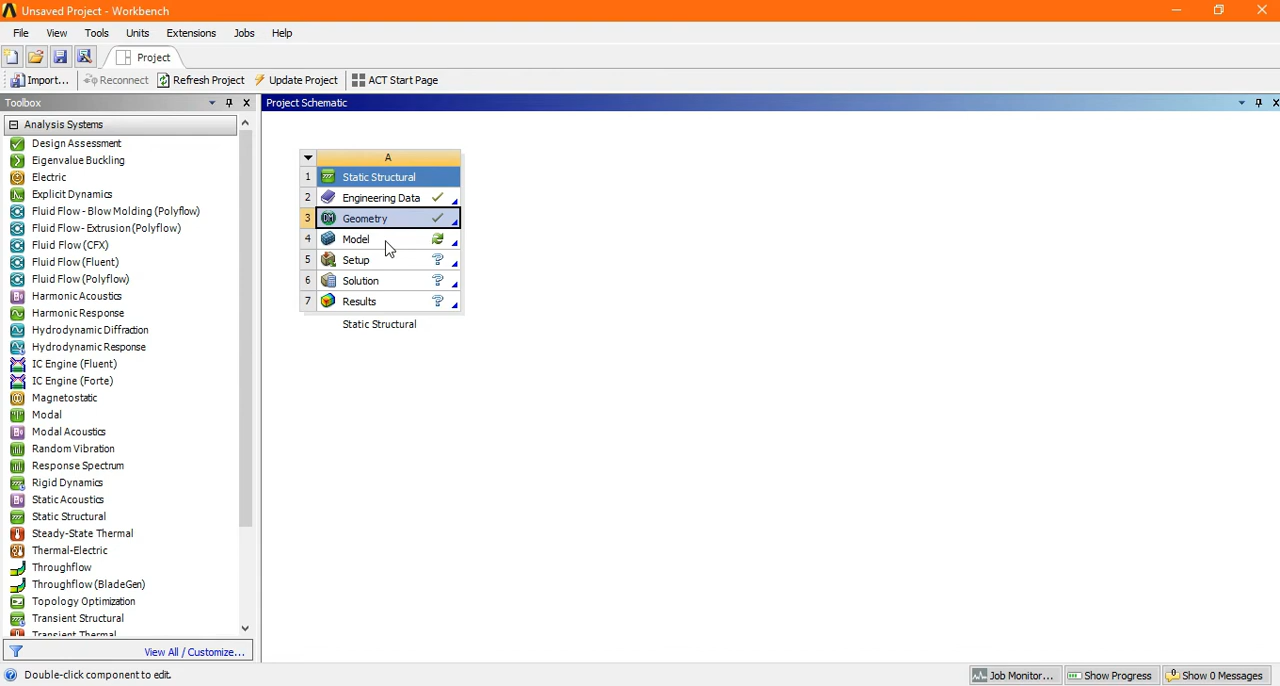 Unsaved Project - Workbench
File View Tools Units Extensions Jobs Help
Project
Import... Reconnect Refresh Project Update Project ACT Start Page
Toolbox
Project Schematic
Analysis Systems
Design Assessment
Eigenvalue Buckling
Electric
Explicit Dynamics
Fluid Flow - Blow Molding (Polyflow)
Fluid Flow- Extrusion(Polyflow)
Fluid Flow (CFX)
Fluid Flow (Fluent)
Fluid Flow (Polyflow)
Harmonic Acoustics
Harmonic Response
Hydrodynamic Diffraction
Hydrodynamic Response
IC Engine (Fluent)
IC Engine (Forte)
Magnetostatic
Modal
Modal Acoustics
Random Vibration
Response Spectrum
Rigid Dynamics
Static Acoustics
Static Structural
Steady-State Thermal
Thermal-Electric
Throughflow
Throughflow (BladeGen)
Topology Optimization
Transient Structural
Transient Thermal
View All / Customize...
A
1 Static Structural
2 Engineering Data
3 DM Geometry
4 Model
5 Setup ?
6 Solution ?
7 Results ?
Static Structural
Double-click component to edit.
Job Monitor... Show Progress Show 0 Messages